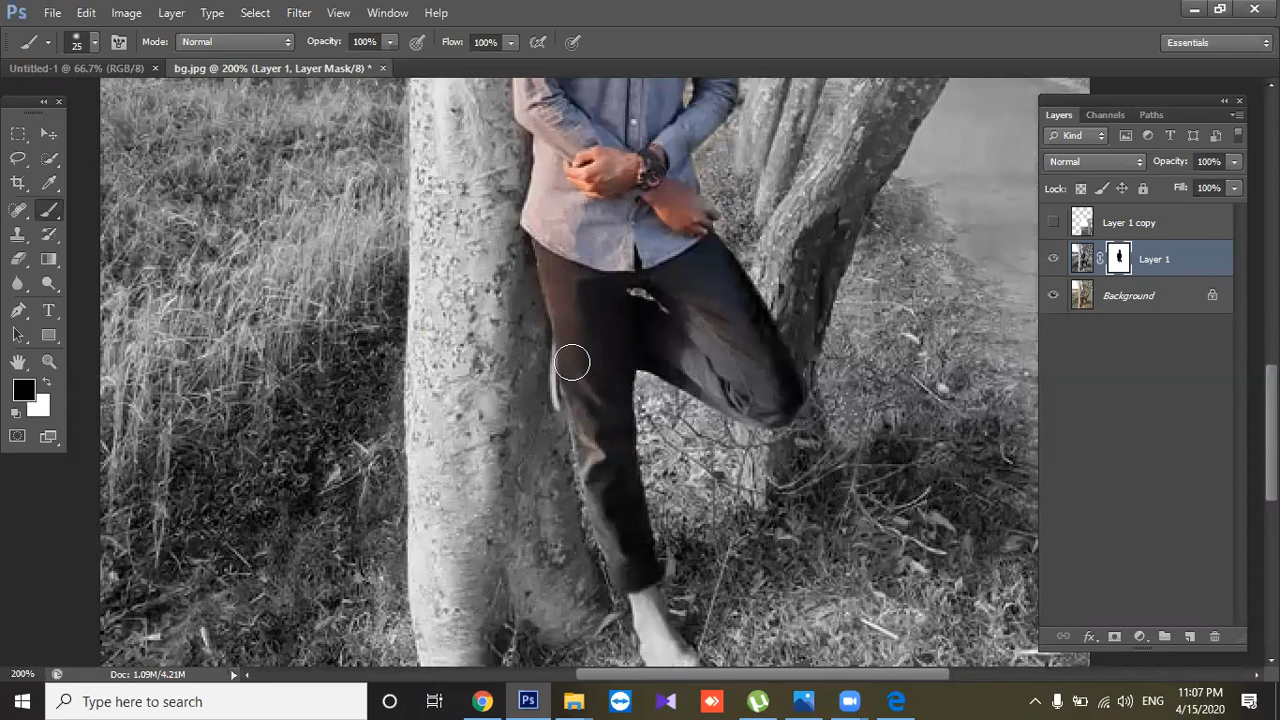 Ps File Edit Image Layer Type Select Filter View Window Help
25 Mode: Normal Opacity: 100% Flow: 100% Essentials
Untitled-1 @ 66.7% (RGB/8) × bg.jpg @ 200% (Layer 1, Layer Mask/8) * ×
Layers Channels Paths
Kind
Normal Opacity: 100%
Lock: Fill: 100%
Layer 1 copy
Layer 1
Background
fx
200% Doc: 1.09M/4.21M
Type here to search
Ps
ENG
11:07 PM
4/15/2020